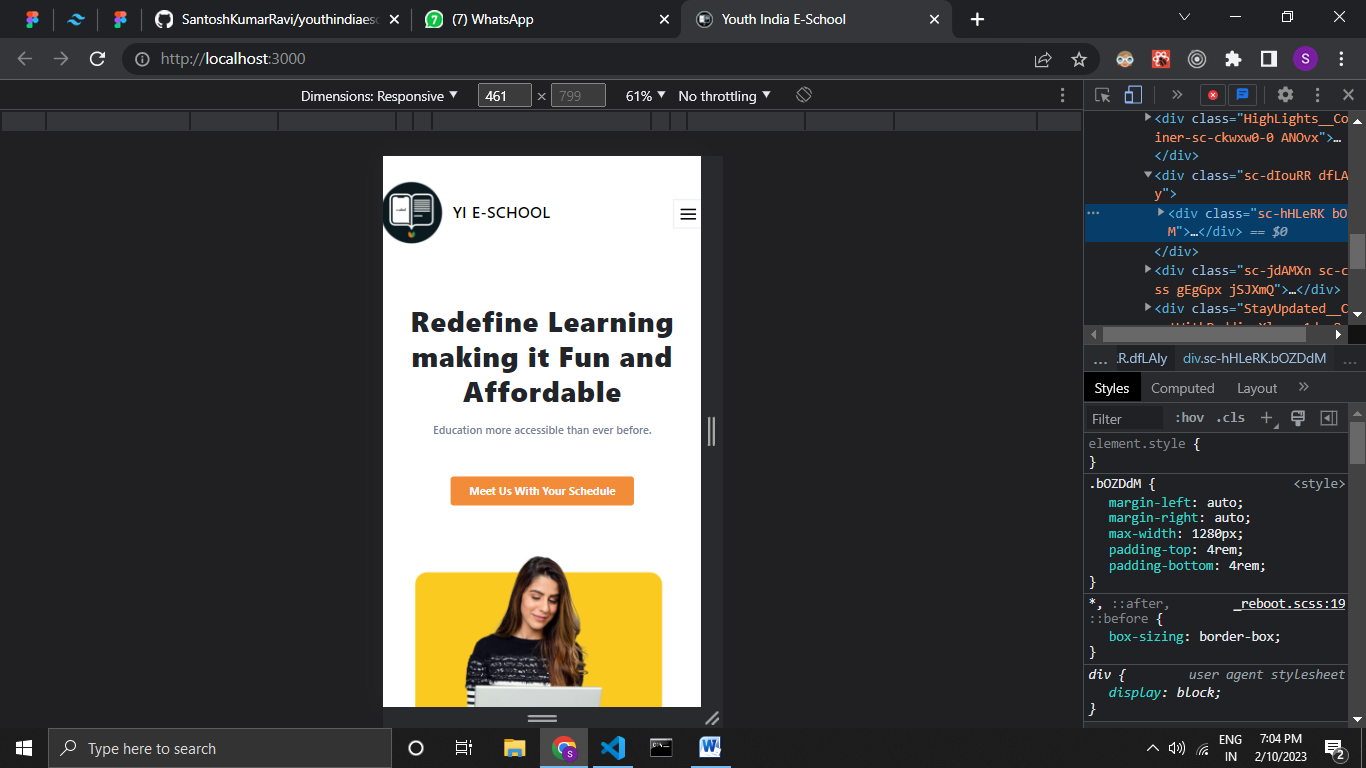 SantoshKumarRavi/youthindiaesc
(7) WhatsApp
Youth India E-School
http://localhost:3000
S
Dimensions: Responsive
461
×
799
61%
No throttling
<div class="HighLights__Co
iner-sc-ckwxw0-0 ANOvx">…
</div>
<div class="sc-dIouRR dfLA
y">
<div class="sc-hHLeRK bO
M">…</div> == $0
</div>
<div class="sc-jdAMXn sc-c
ss gEgGpx jSJXmQ">…</div>
<div class="StayUpdated__C
... R.dfLAIy div.sc-hHLeRK.bOZDdM ...
Styles
Computed
Layout
Filter
:hov
.cls
element.style {
}
.bOZDdM {
<style>
margin-left: auto;
margin-right: auto;
max-width: 1280px;
padding-top: 4rem;
padding-bottom: 4rem;
}
*, ::after,
_reboot.scss:19
::before {
box-sizing: border-box;
}
div {
user agent stylesheet
display: block;
}
YI E-SCHOOL
Redefine Learning
making it Fun and
Affordable
Education more accessible than ever before.
Meet Us With Your Schedule
Type here to search
ENG
IN
7:04 PM
2/10/2023
2